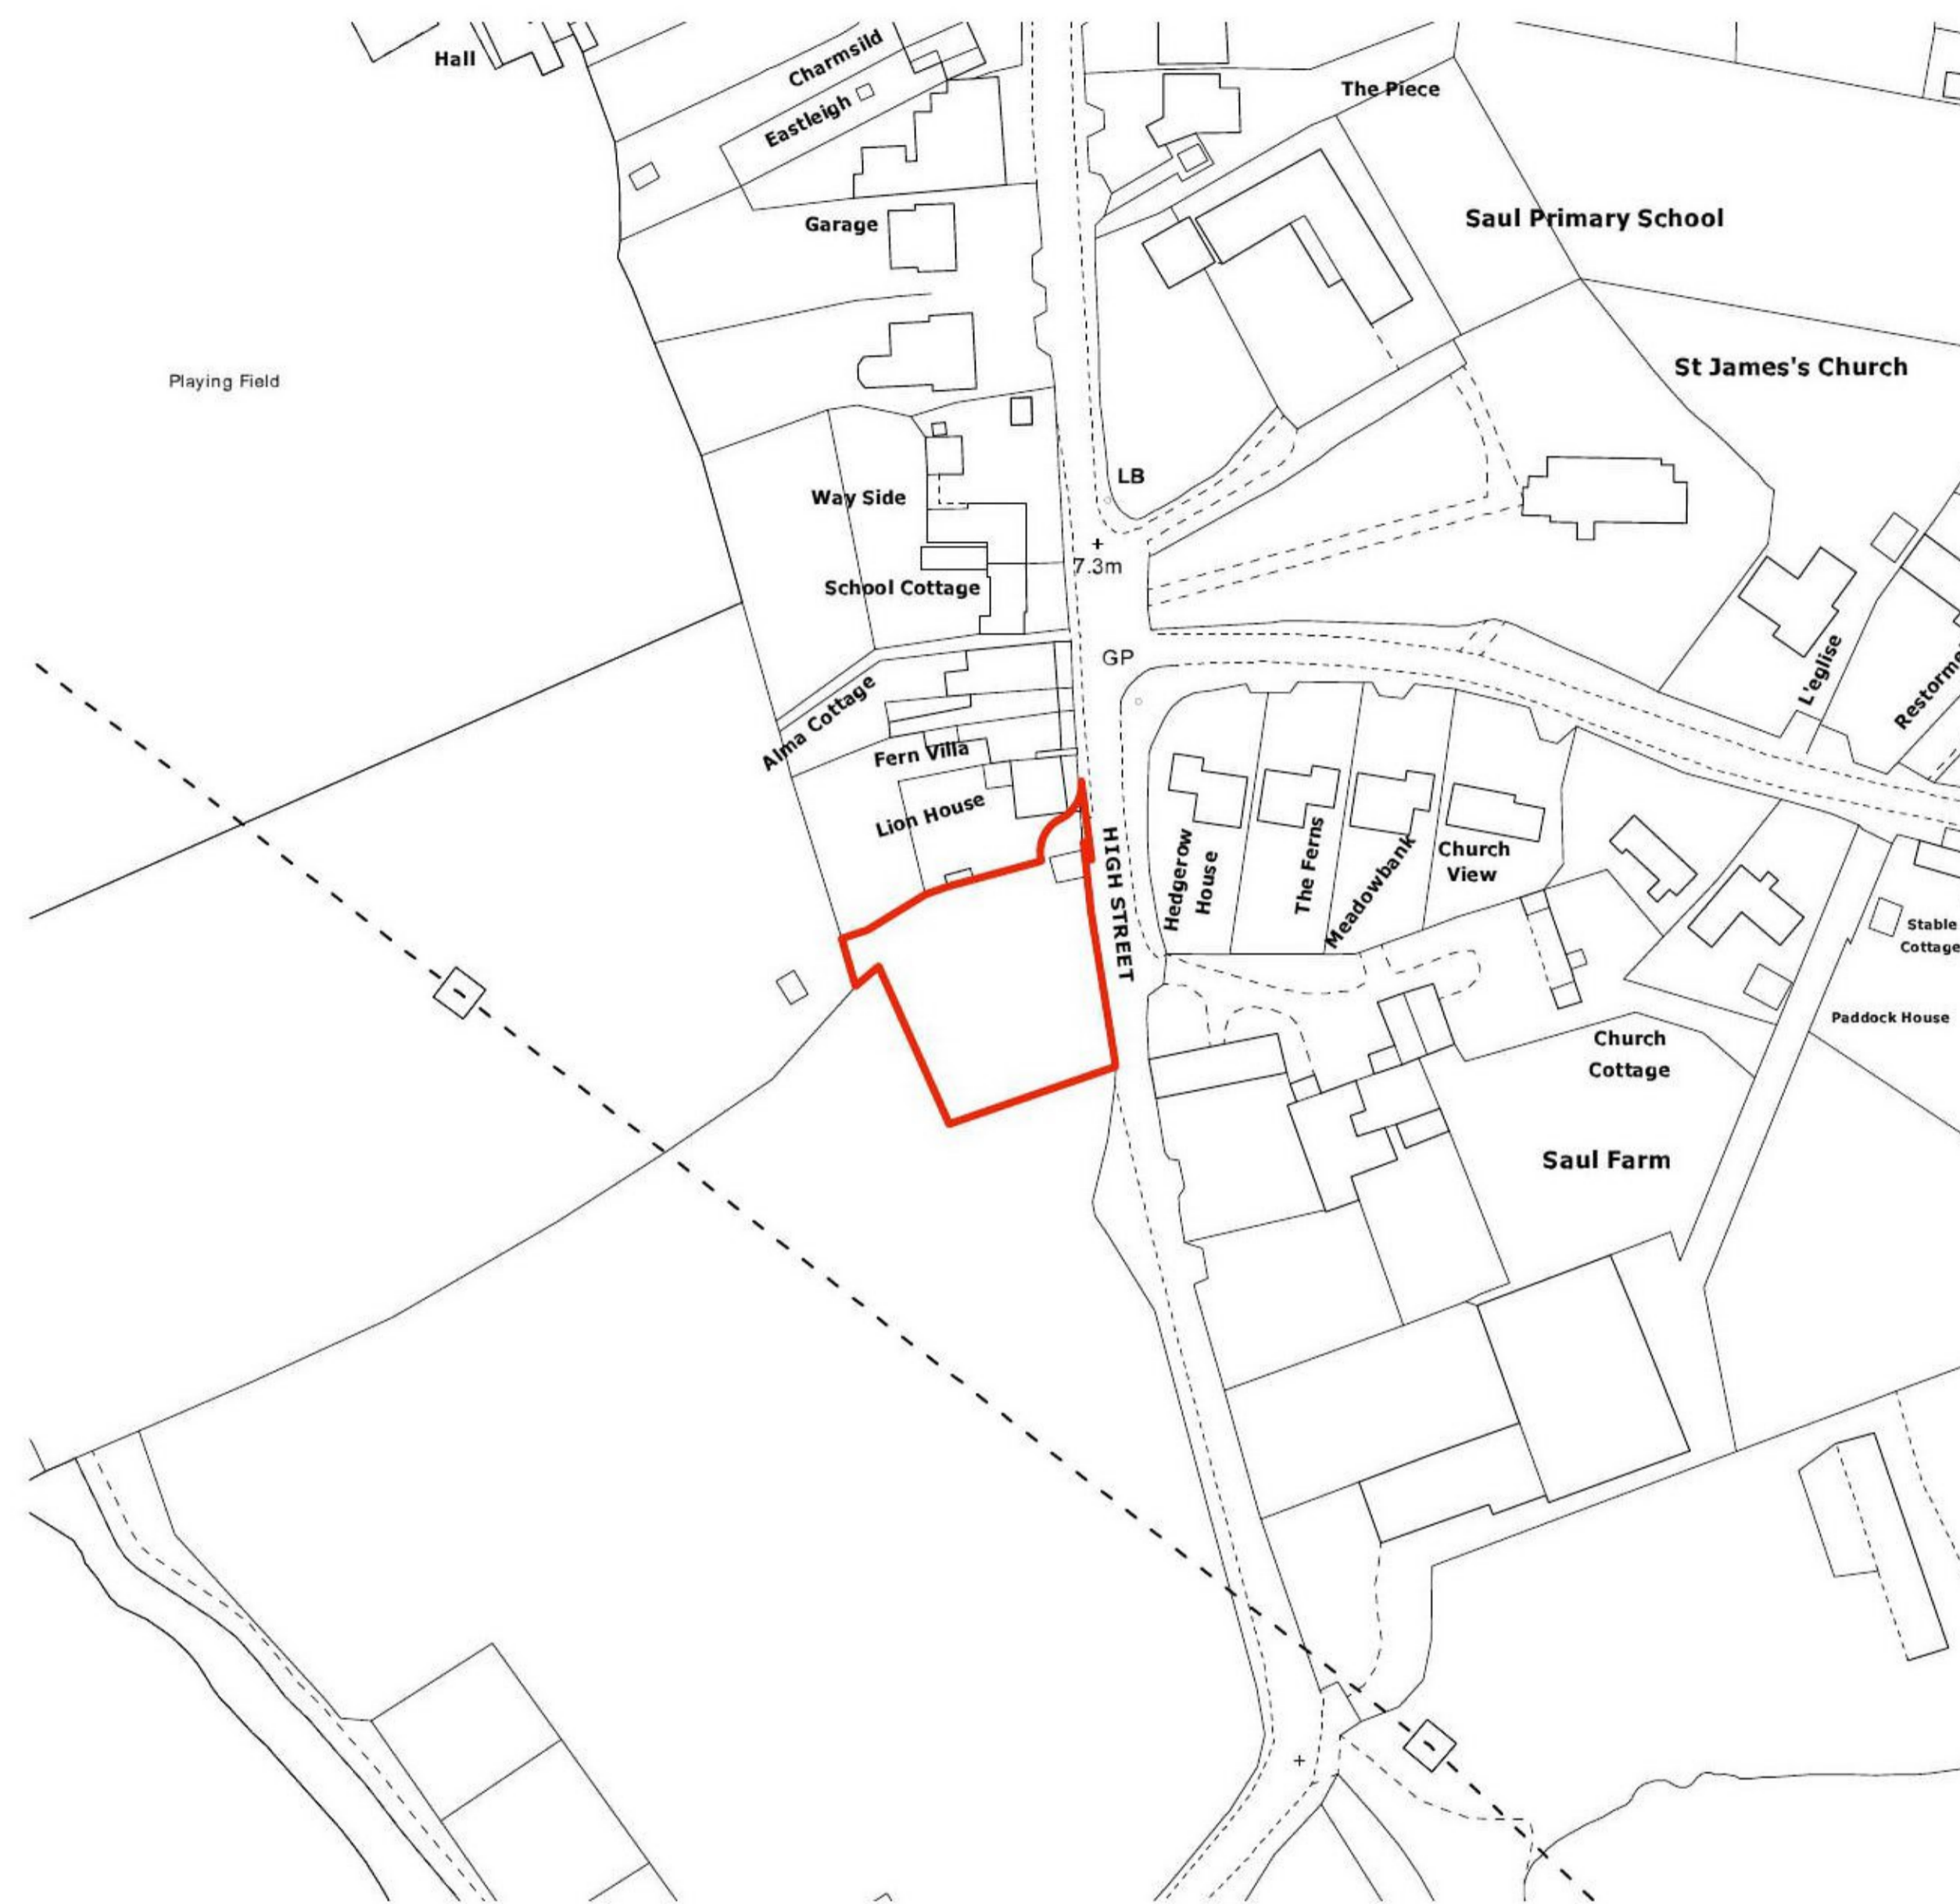 Hall
Charmsild
Eastleigh
The Piece
Garage
Saul Primary School
St James's Church
Playing Field
LB
Way Side
7.3m
School Cottage
GP
L'eglise
Alma Cottage
Fern Villa
Lion House
HIGH STREET
Hedgerow
House
The Ferns
Meadowbank
Church
View
Stable
Cottage
Paddock House
Church
Cottage
Saul Farm